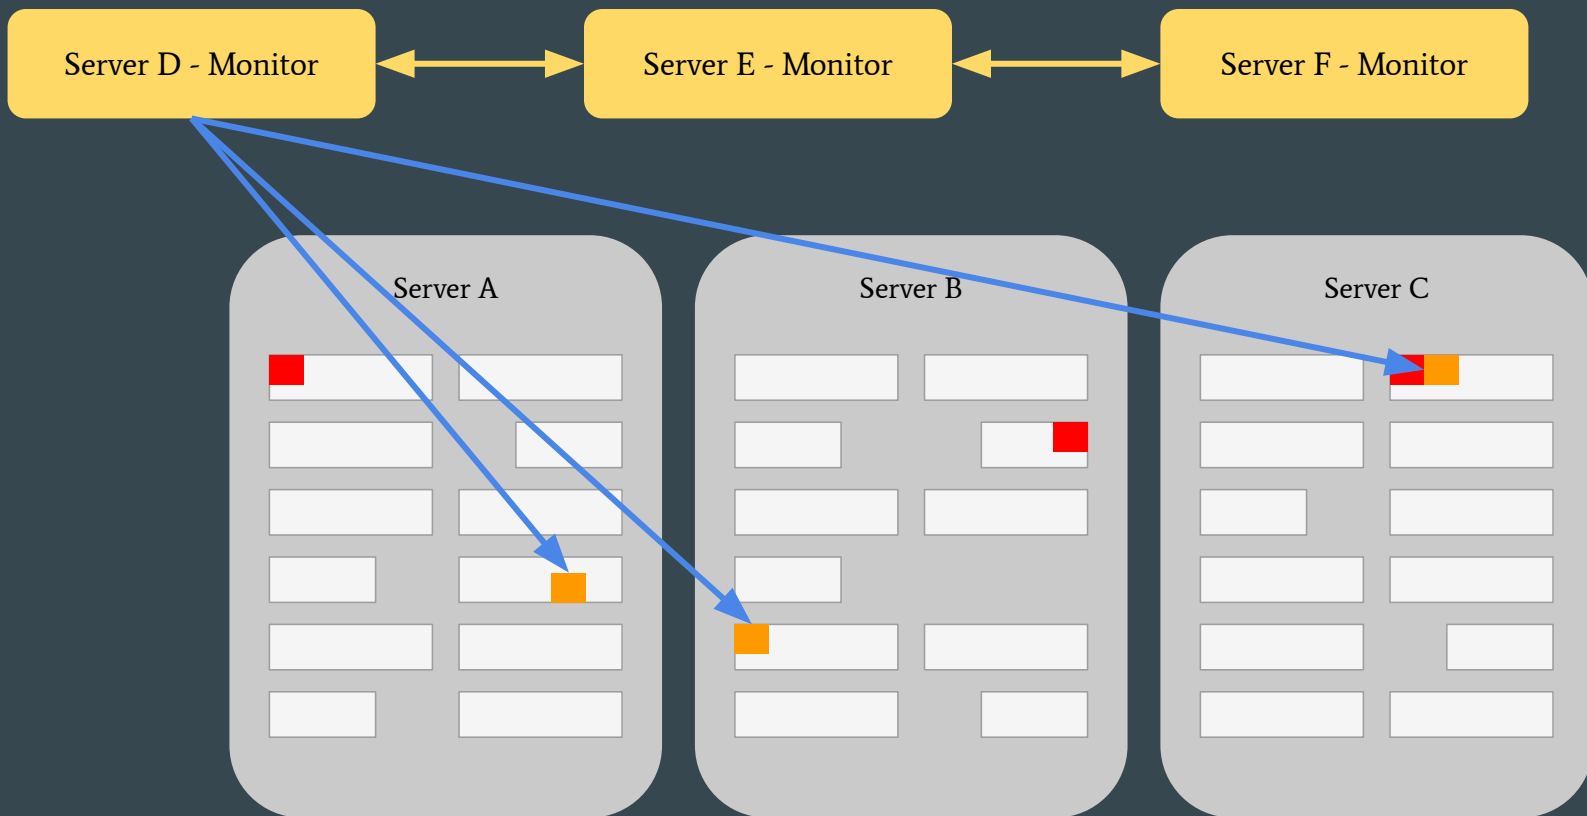 Server D - Monitor
Server E - Monitor
Server F - Monitor
Server A
Server B
Server C